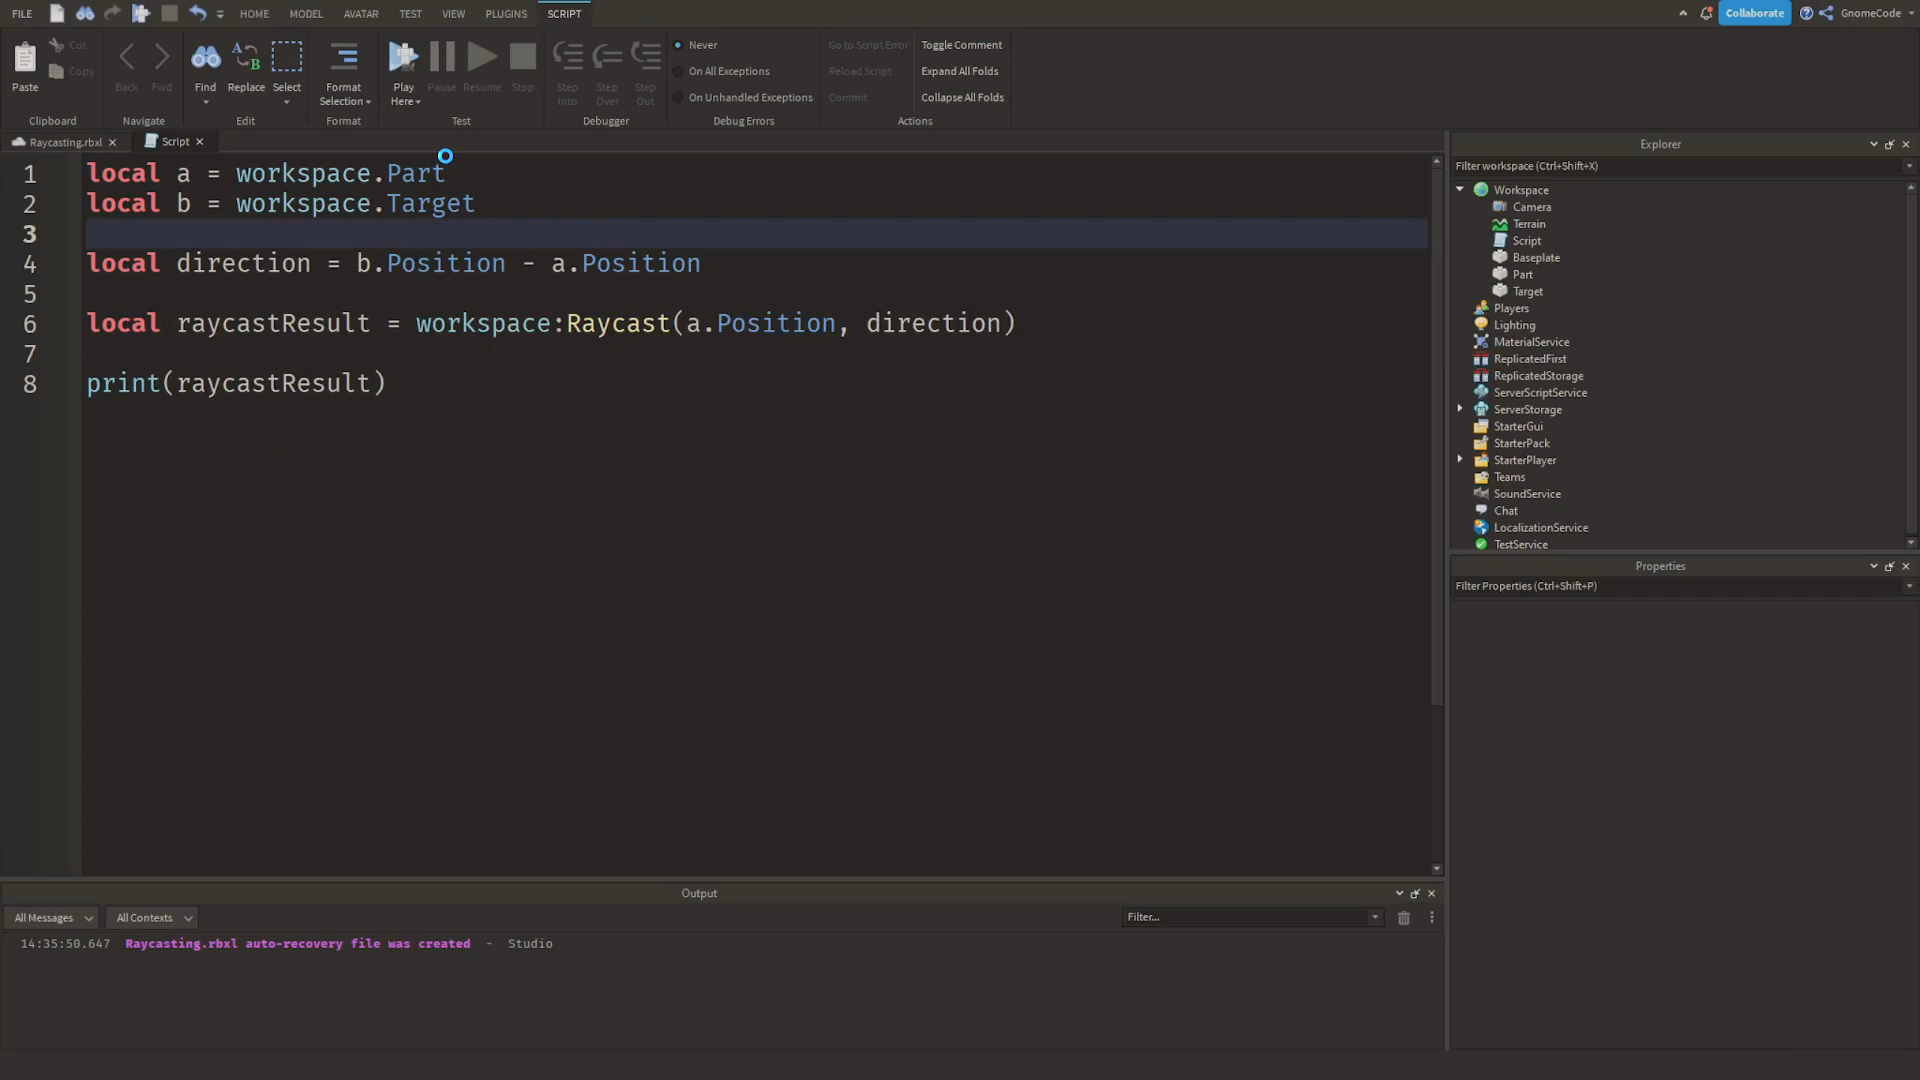 FILE HOME MODEL AVATAR TEST VIEW PLUGINS SCRIPT Collaborate GnomeCode
Paste
Cut
Copy
Clipboard
Back Fwd
Navigate
Find Replace Select
Edit
Format
Selection
Format
Play
Here
Pause Resume Stop
Test
Step
Into
Step
Over
Step
Out
Debugger
Never
On All Exceptions
On Unhandled Exceptions
Debug Errors
Go to Script Error
Reload Script
Commit
Toggle Comment
Expand All Folds
Collapse All Folds
Actions
Raycasting.rbxl Script
1 local a = workspace.Part
2 local b = workspace.Target
3
4 local direction = b.Position - a.Position
5
6 local raycastResult = workspace:Raycast(a.Position, direction)
7
8 print(raycastResult)
Explorer
Filter workspace (Ctrl+Shift+X)
Workspace
Camera
Terrain
Script
Baseplate
Part
Target
Players
Lighting
MaterialService
ReplicatedFirst
ReplicatedStorage
ServerScriptService
ServerStorage
StarterGui
StarterPack
StarterPlayer
Teams
SoundService
Chat
LocalizationService
TestService
Properties
Filter Properties (Ctrl+Shift+P)
Output
All Messages All Contexts Filter...
14:35:50.647 Raycasting.rbxl auto-recovery file was created - Studio